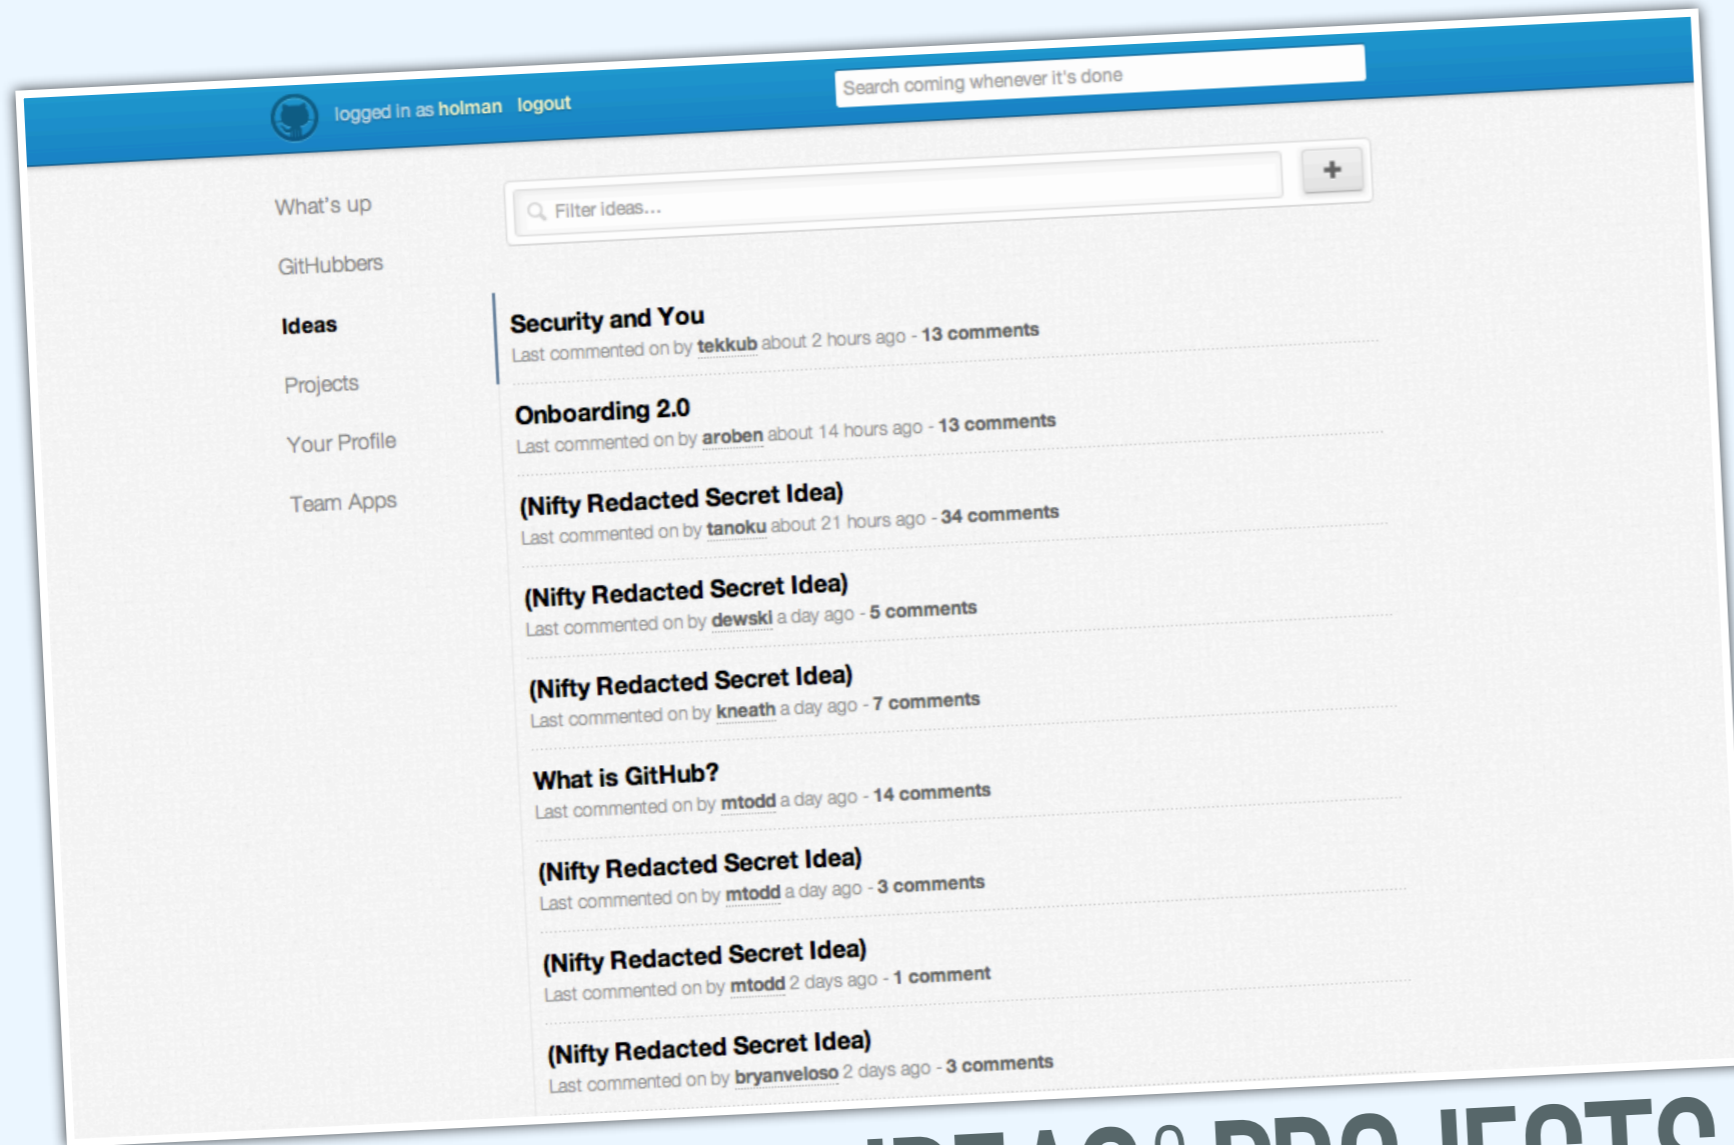 logged in as holman logout
Search coming whenever it's done
What's up
GitHubbers
Ideas
Projects
Your Profile
Team Apps
Filter ideas...
Security and You
Last commented on by tekkub about 2 hours ago - 13 comments
Onboarding 2.0
Last commented on by aroben about 14 hours ago - 13 comments
(Nifty Redacted Secret Idea)
Last commented on by tanoku about 21 hours ago - 34 comments
(Nifty Redacted Secret Idea)
Last commented on by dewski a day ago - 5 comments
(Nifty Redacted Secret Idea)
Last commented on by kneath a day ago - 7 comments
What is GitHub?
Last commented on by mtodd a day ago - 14 comments
(Nifty Redacted Secret Idea)
Last commented on by mtodd a day ago - 3 comments
(Nifty Redacted Secret Idea)
Last commented on by mtodd 2 days ago - 1 comment
(Nifty Redacted Secret Idea)
Last commented on by bryanveloso 2 days ago - 3 comments
IDEAS & PROJECTS